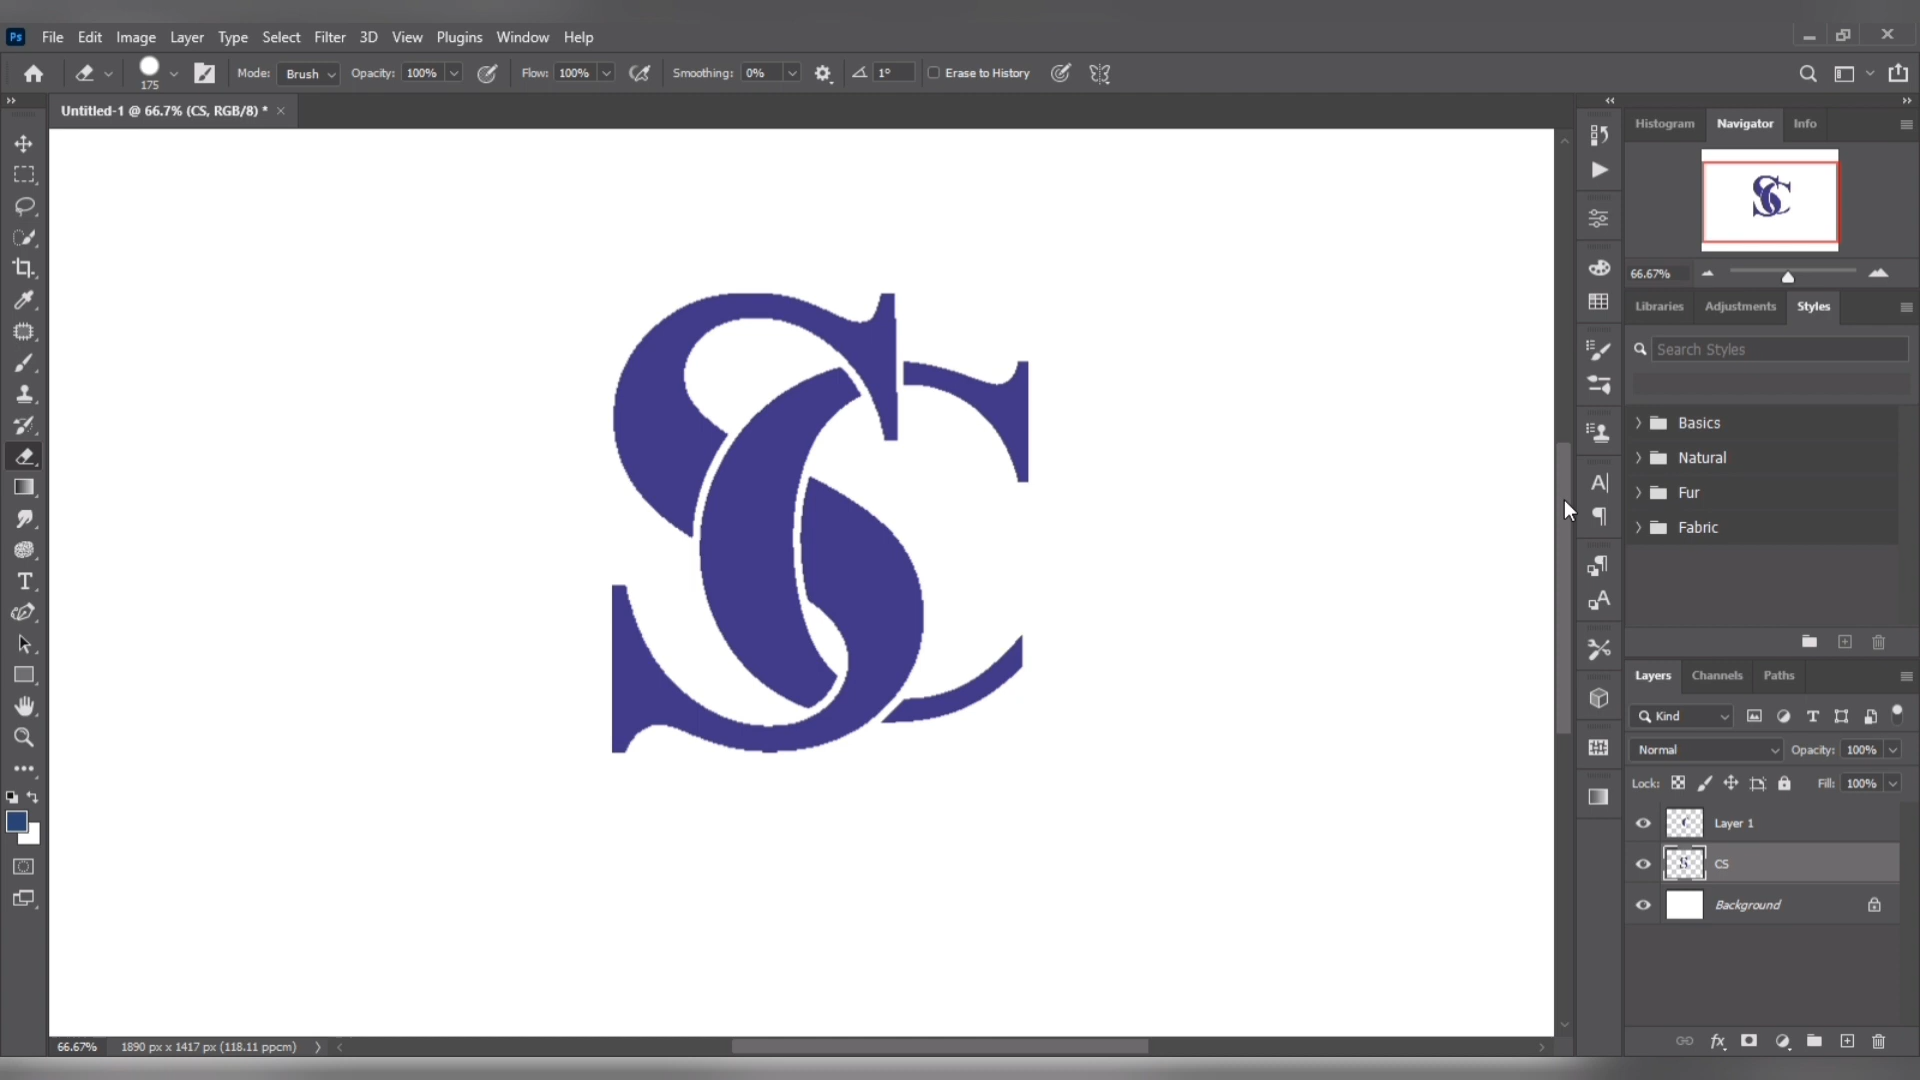 Ps File Edit Image Layer Type Select Filter 3D View Plugins Window Help
175 Mode: Brush Opacity: 100% Flow: 100% Smoothing: 0% 1° Erase to History
Untitled-1 @ 66.7% (CS, RGB/8) *
Histogram Navigator Info
66.67%
Libraries Adjustments Styles
Search Styles
Basics
Natural
Fur
Fabric
SC
Layers Channels Paths
Kind
Normal Opacity: 100%
Lock: Fill: 100%
Layer 1
CS
Background
66.67% 1890 px x 1417 px (118.11 ppcm)